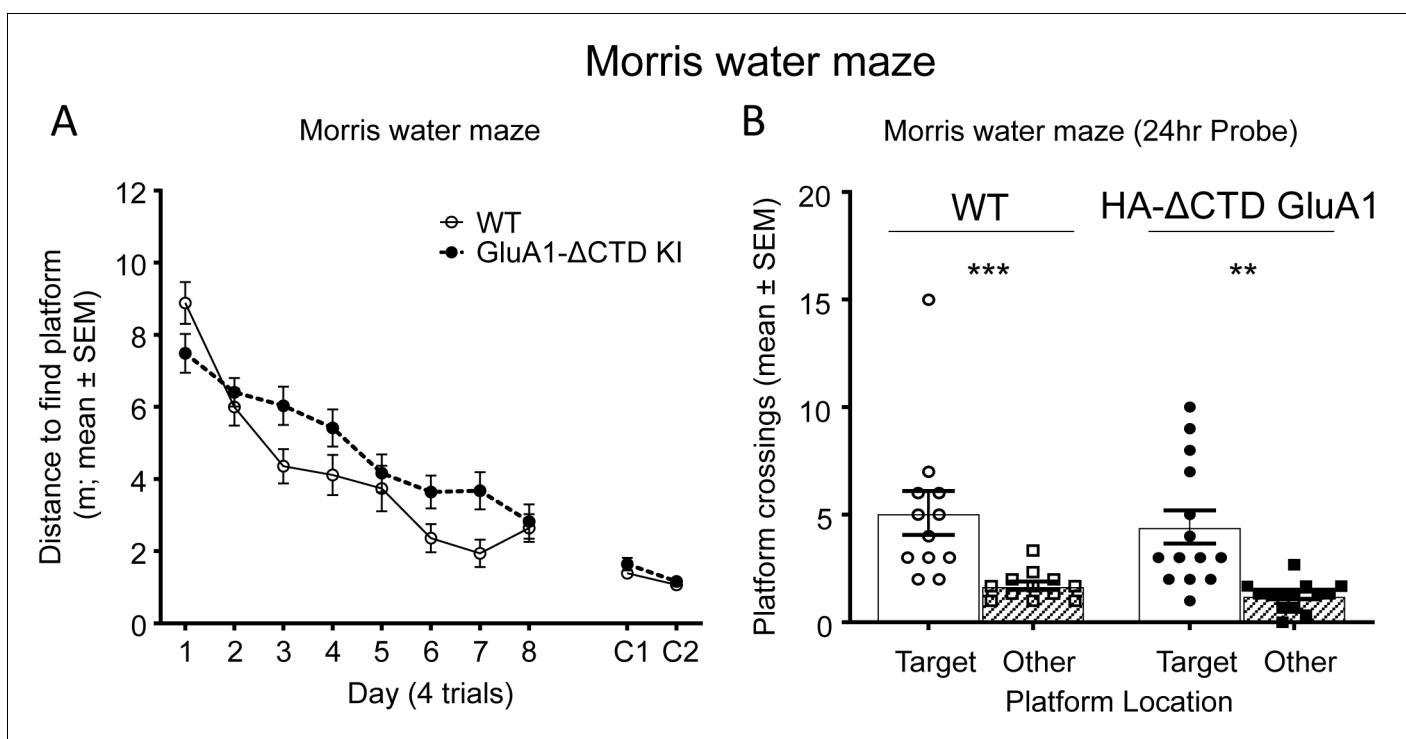 Morris water maze
A
Morris water maze
Distance to find platform
(m; mean ± SEM)
12
10
8
6
4
2
0
WT
GluA1-ΔCTD KI
1 2 3 4 5 6 7 8 C1 C2
Day (4 trials)
B
Morris water maze (24hr Probe)
Platform crossings (mean ± SEM)
20
15
10
5
0
WT HA-ΔCTD GluA1
*** **
Target Other Target Other
Platform Location